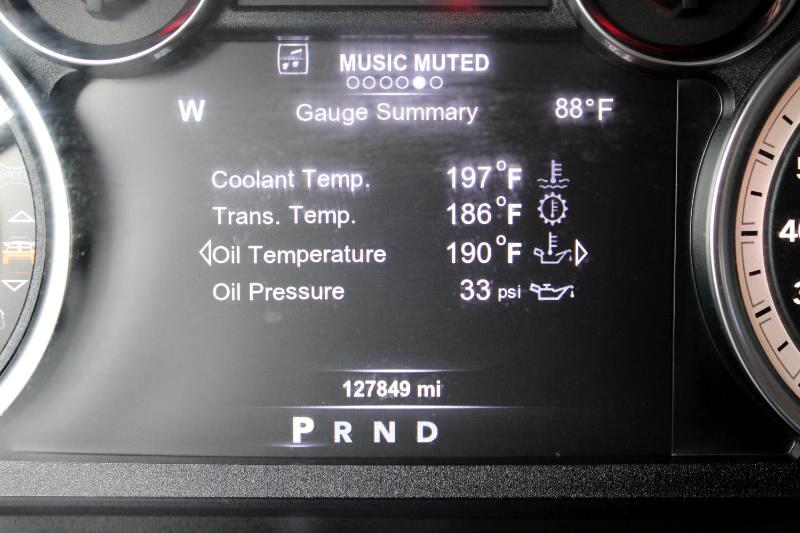 MUSIC MUTED
W Gauge Summary 88°F
Coolant Temp. 197°F
Trans. Temp. 186°F
Oil Temperature 190°F
Oil Pressure 33 psi
127849 mi
P R N D